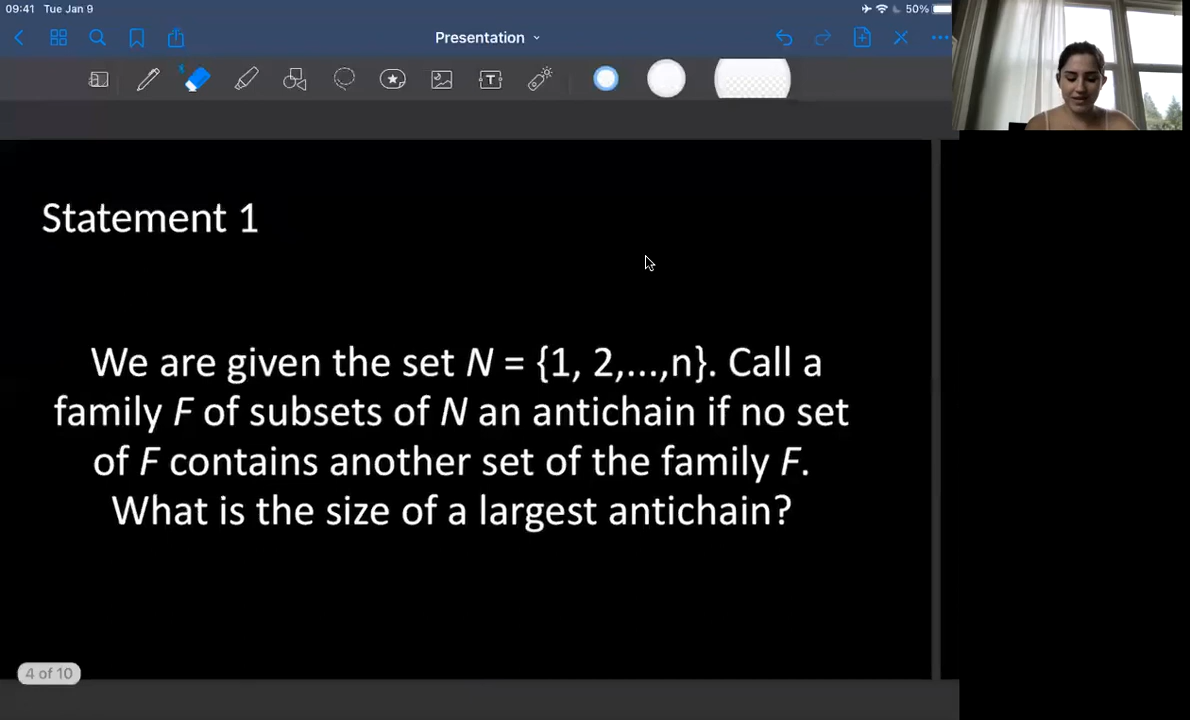 09:41 Tue Jan 9
50%
Presentation
T
Statement 1
We are given the set N = {1, 2,...,n}. Call a
family F of subsets of N an antichain if no set
of F contains another set of the family F.
What is the size of a largest antichain?
4 of 10